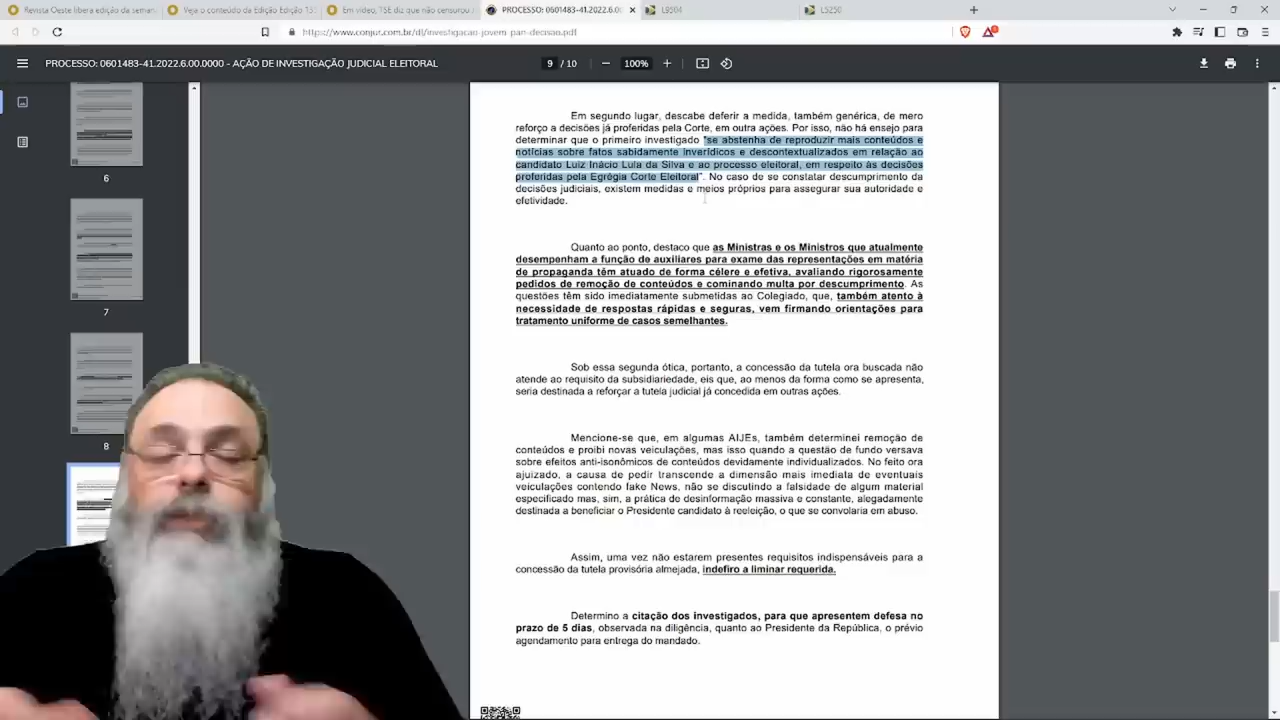 Revista Oeste libera edição da seman
Veja o conteúdo da Edição Edição 13
Em vídeo, TSE diz que não censurou
PROCESSO: 0601483-41.2022.6.00.
L9504
L5250
https://www.conjur.com.br/dl/investigacao-jovem-pan-decisao.pdf
PROCESSO: 0601483-41.2022.6.00.0000 - AÇÃO DE INVESTIGAÇÃO JUDICIAL ELEITORAL
9 / 10
100%
6
7
8
Em segundo lugar, descabe deferir a medida, também genérica, de mero
reforço a decisões já proferidas pela Corte, em outra ações. Por isso, não há ensejo para
determinar que o primeiro investigado "se abstenha de reproduzir mais conteúdos e
notícias sobre fatos sabidamente inverídicos e descontextualizados em relação ao
candidato Luiz Inácio Lula da Silva e ao processo eleitoral, em respeito às decisões
proferidas pela Egrégia Corte Eleitoral". No caso de se constatar descumprimento da
decisões judiciais, existem medidas e meios próprios para assegurar sua autoridade e
efetividade.
Quanto ao ponto, destaco que as Ministras e os Ministros que atualmente
desempenham a função de auxiliares para exame das representações em matéria
de propaganda têm atuado de forma célere e efetiva, avaliando rigorosamente
pedidos de remoção de conteúdos e cominando multa por descumprimento. As
questões têm sido imediatamente submetidas ao Colegiado, que, também atento à
necessidade de respostas rápidas e seguras, vem firmando orientações para
tratamento uniforme de casos semelhantes.
Sob essa segunda ótica, portanto, a concessão da tutela ora buscada não
atende ao requisito da subsidiariedade, eis que, ao menos da forma como se apresenta,
seria destinada a reforçar a tutela judicial já concedida em outras ações.
Mencione-se que, em algumas AIJEs, também determinei remoção de
conteúdos e proibi novas veiculações, mas isso quando a questão de fundo versava
sobre efeitos anti-isonômicos de conteúdos devidamente individualizados. No feito ora
ajuizado, a causa de pedir transcende a dimensão mais imediata de eventuais
veiculações contendo fake News, não se discutindo a falsidade de algum material
especificado mas, sim, a prática de desinformação massiva e constante, alegadamente
destinada a beneficiar o Presidente candidato à reeleição, o que se convolaria em abuso.
Assim, uma vez não estarem presentes requisitos indispensáveis para a
concessão da tutela provisória almejada, indefiro a liminar requerida.
Determino a citação dos investigados, para que apresentem defesa no
prazo de 5 dias, observada na diligência, quanto ao Presidente da República, o prévio
agendamento para entrega do mandado.